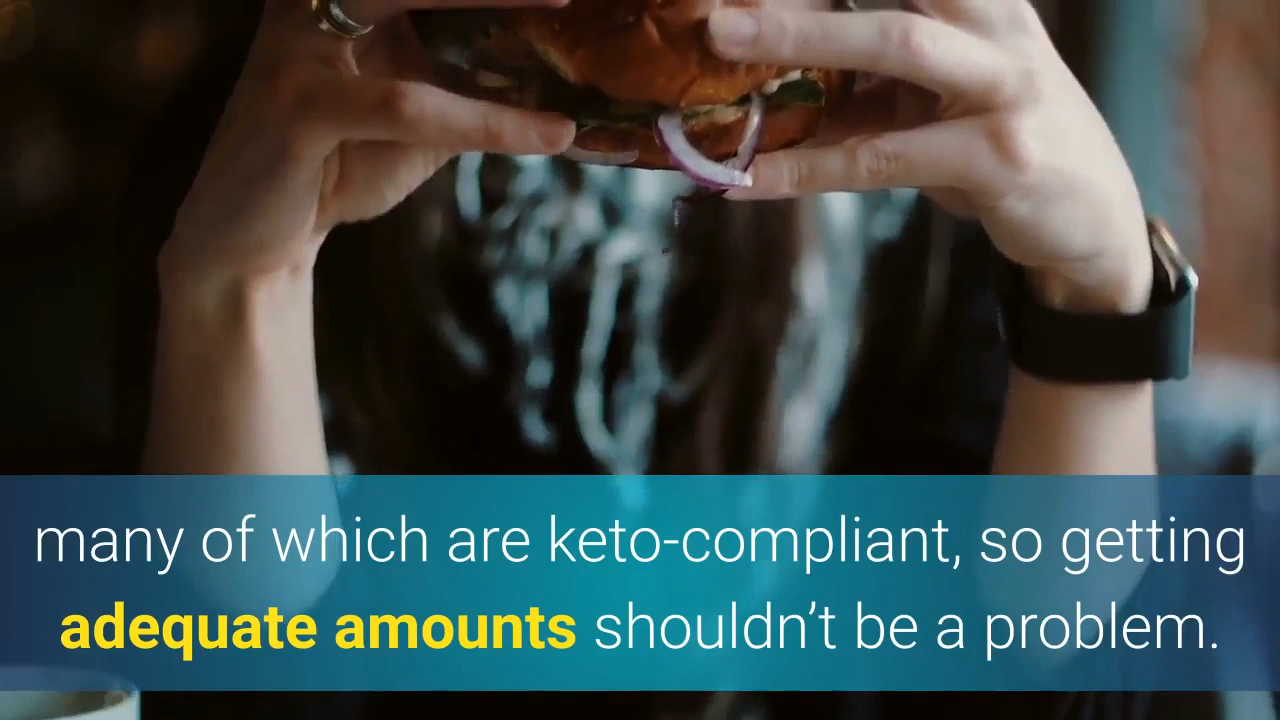 many of which are keto-compliant, so getting
adequate amounts shouldn’t be a problem.